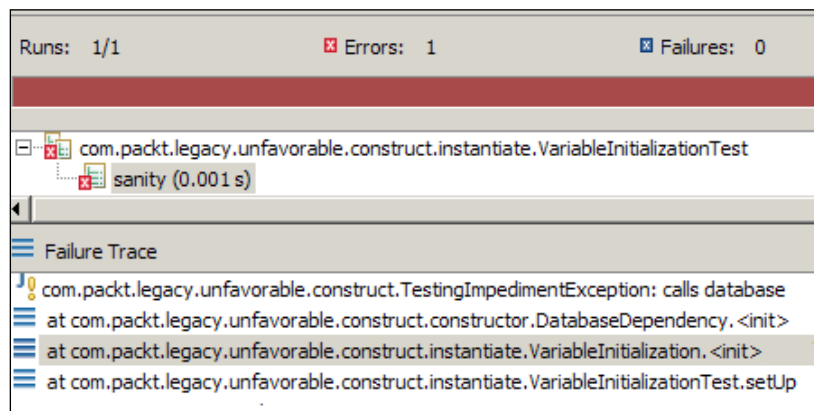 Runs: 1/1 Errors: 1 Failures: 0
com.packt.legacy.unfavorable.construct.instantiate.VariableInitializationTest
sanity (0.001 s)
Failure Trace
com.packt.legacy.unfavorable.construct.TestingImpedimentException: calls database
at com.packt.legacy.unfavorable.construct.constructor.DatabaseDependency.<init>
at com.packt.legacy.unfavorable.construct.instantiate.VariableInitialization.<init>
at com.packt.legacy.unfavorable.construct.instantiate.VariableInitializationTest.setUp